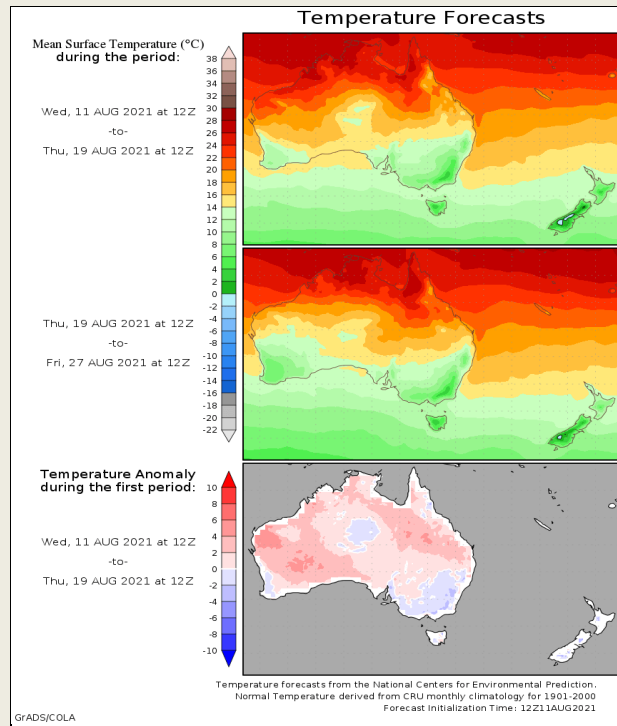 Temperature Forecasts
Mean Surface Temperature (°C)
during the period:
Wed, 11 AUG 2021 at 12Z
-to-
Thu, 19 AUG 2021 at 12Z
38
36
34
32
30
28
26
24
22
20
18
16
14
12
10
8
6
4
2
0
-2
-4
-6
-8
-10
-12
-14
-16
-18
-20
-22
Thu, 19 AUG 2021 at 12Z
-to-
Fri, 27 AUG 2021 at 12Z
Temperature Anomaly
during the first period:
Wed, 11 AUG 2021 at 12Z
-to-
Thu, 19 AUG 2021 at 12Z
10
8
6
4
2
0
-2
-4
-6
-8
-10
Temperature forecasts from the National Centers for Environmental Prediction.
Normal Temperature derived from CRU monthly climatology for 1901-2000
Forecast Initialization Time: 12Z11AUG2021
GrADS/COLA